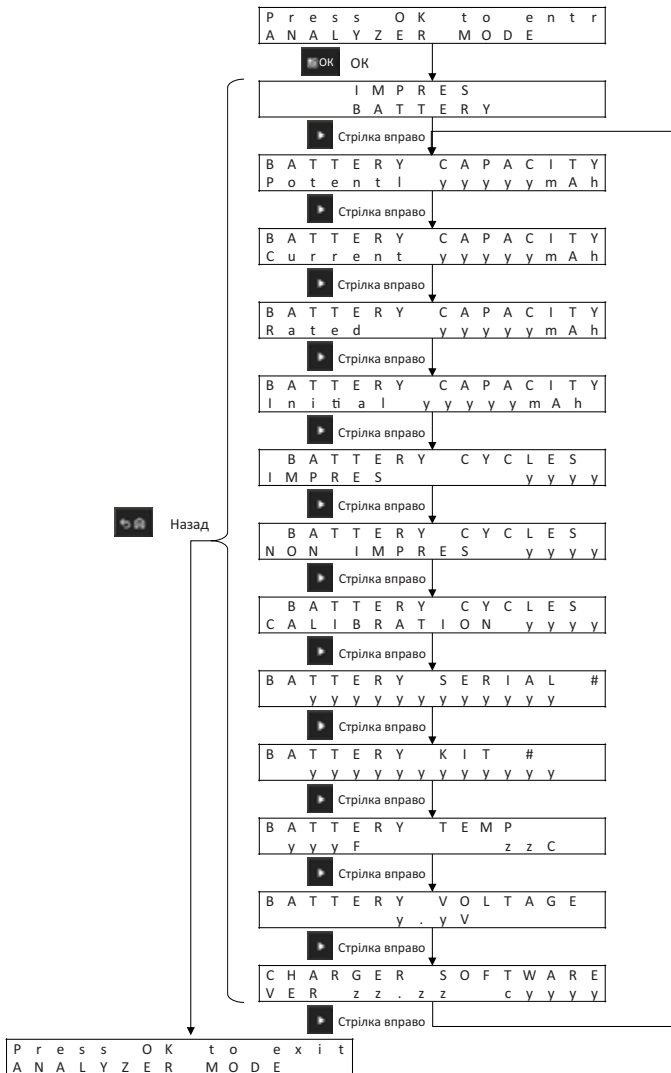 Press OK to entr
ANALYZER MODE
OK OK
IMPRES
BATTERY
Стрілка вправо
BATTERY CAPACITY
Potentl yyyyymAh
Стрілка вправо
BATTERY CAPACITY
Current yyyyymAh
Стрілка вправо
BATTERY CAPACITY
Rated yyyyymAh
Стрілка вправо
BATTERY CAPACITY
Initial yyyyymAh
Стрілка вправо
BATTERY CYCLES
IMPRES yyyy
Стрілка вправо
Назад
BATTERY CYCLES
NON IMPRES yyyy
Стрілка вправо
BATTERY CYCLES
CALIBRATION yyyy
Стрілка вправо
BATTERY SERIAL #
yyyyyyyyyyyy
Стрілка вправо
BATTERY KIT #
yyyyyyyyyyyy
Стрілка вправо
BATTERY TEMP
yyyF zzC
Стрілка вправо
BATTERY VOLTAGE
y.yV
Стрілка вправо
CHARGER SOFTWARE
VER zz.zz cyyyy
Стрілка вправо
Press OK to exit
ANALYZER MODE